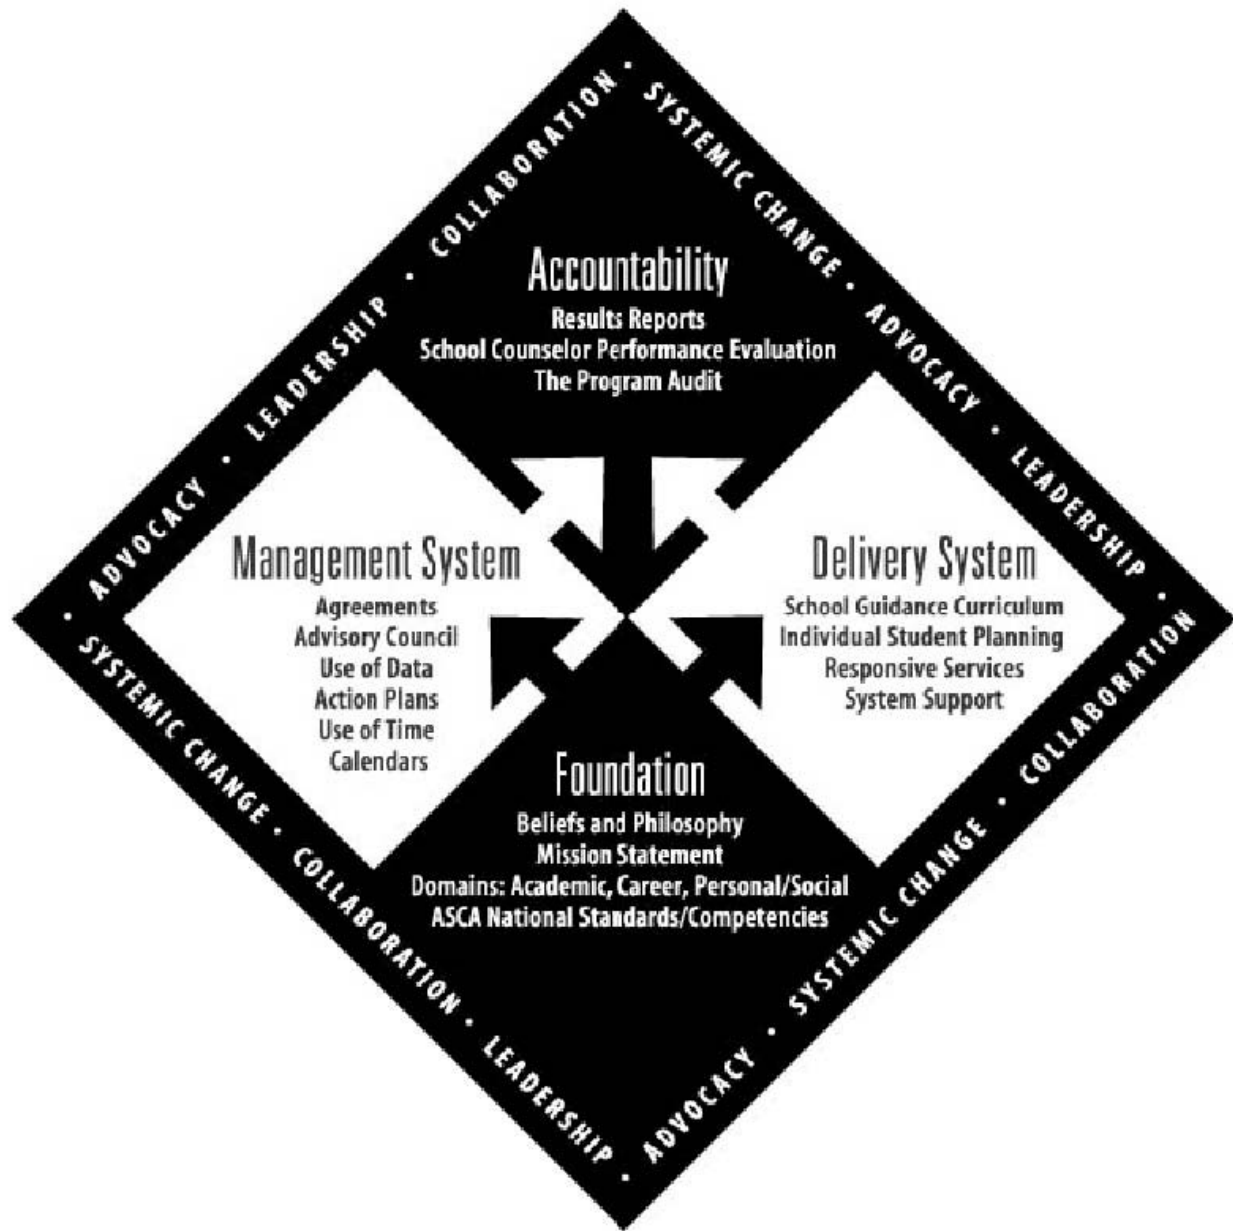 ADVOCACY • LEADERSHIP • COLLABORATION •
SYSTEMIC CHANGE • ADVOCACY • LEADERSHIP •
Accountability
Results Reports
School Counselor Performance Evaluation
The Program Audit
Management System
Agreements
Advisory Council
Use of Data
Action Plans
Use of Time
Calendars
Delivery System
School Guidance Curriculum
Individual Student Planning
Responsive Services
System Support
Foundation
Beliefs and Philosophy
Mission Statement
Domains: Academic, Career, Personal/Social
ASCA National Standards/Competencies
• SYSTEMIC CHANGE • COLLABORATION • LEADERSHIP •
ADVOCACY • SYSTEMIC CHANGE • COLLABORATION